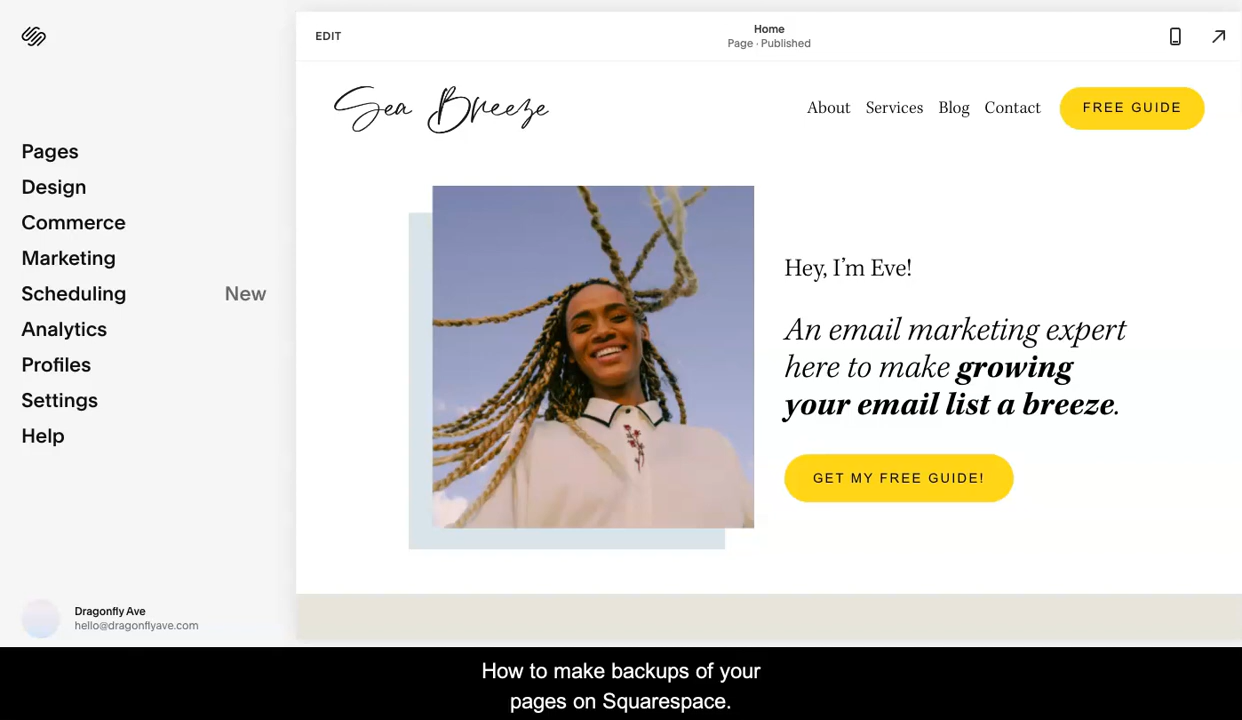 EDIT
Home
Page · Published
Sea Breeze
About Services Blog Contact FREE GUIDE
Pages
Design
Commerce
Marketing
Scheduling New
Analytics
Profiles
Settings
Help
Hey, I’m Eve!
An email marketing expert
here to make growing
your email list a breeze.
GET MY FREE GUIDE!
Dragonfly Ave
hello@dragonflyave.com
How to make backups of your
pages on Squarespace.